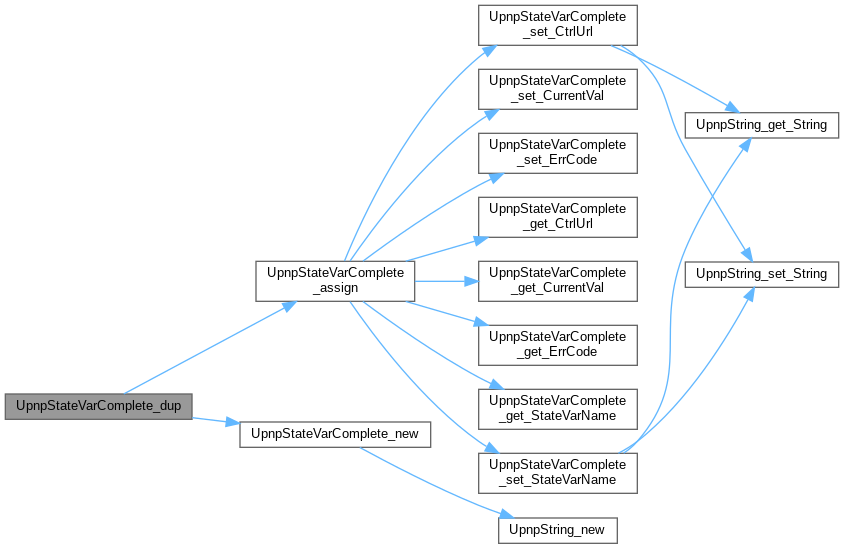 UpnpStateVarComplete
_set_CtrlUrl
UpnpStateVarComplete
_set_CurrentVal
UpnpString_get_String
UpnpStateVarComplete
_set_ErrCode
UpnpStateVarComplete
_get_CtrlUrl
UpnpStateVarComplete
_assign
UpnpStateVarComplete
_get_CurrentVal
UpnpString_set_String
UpnpStateVarComplete
_get_ErrCode
UpnpStateVarComplete_dup
UpnpStateVarComplete
_get_StateVarName
UpnpStateVarComplete_new
UpnpStateVarComplete
_set_StateVarName
UpnpString_new